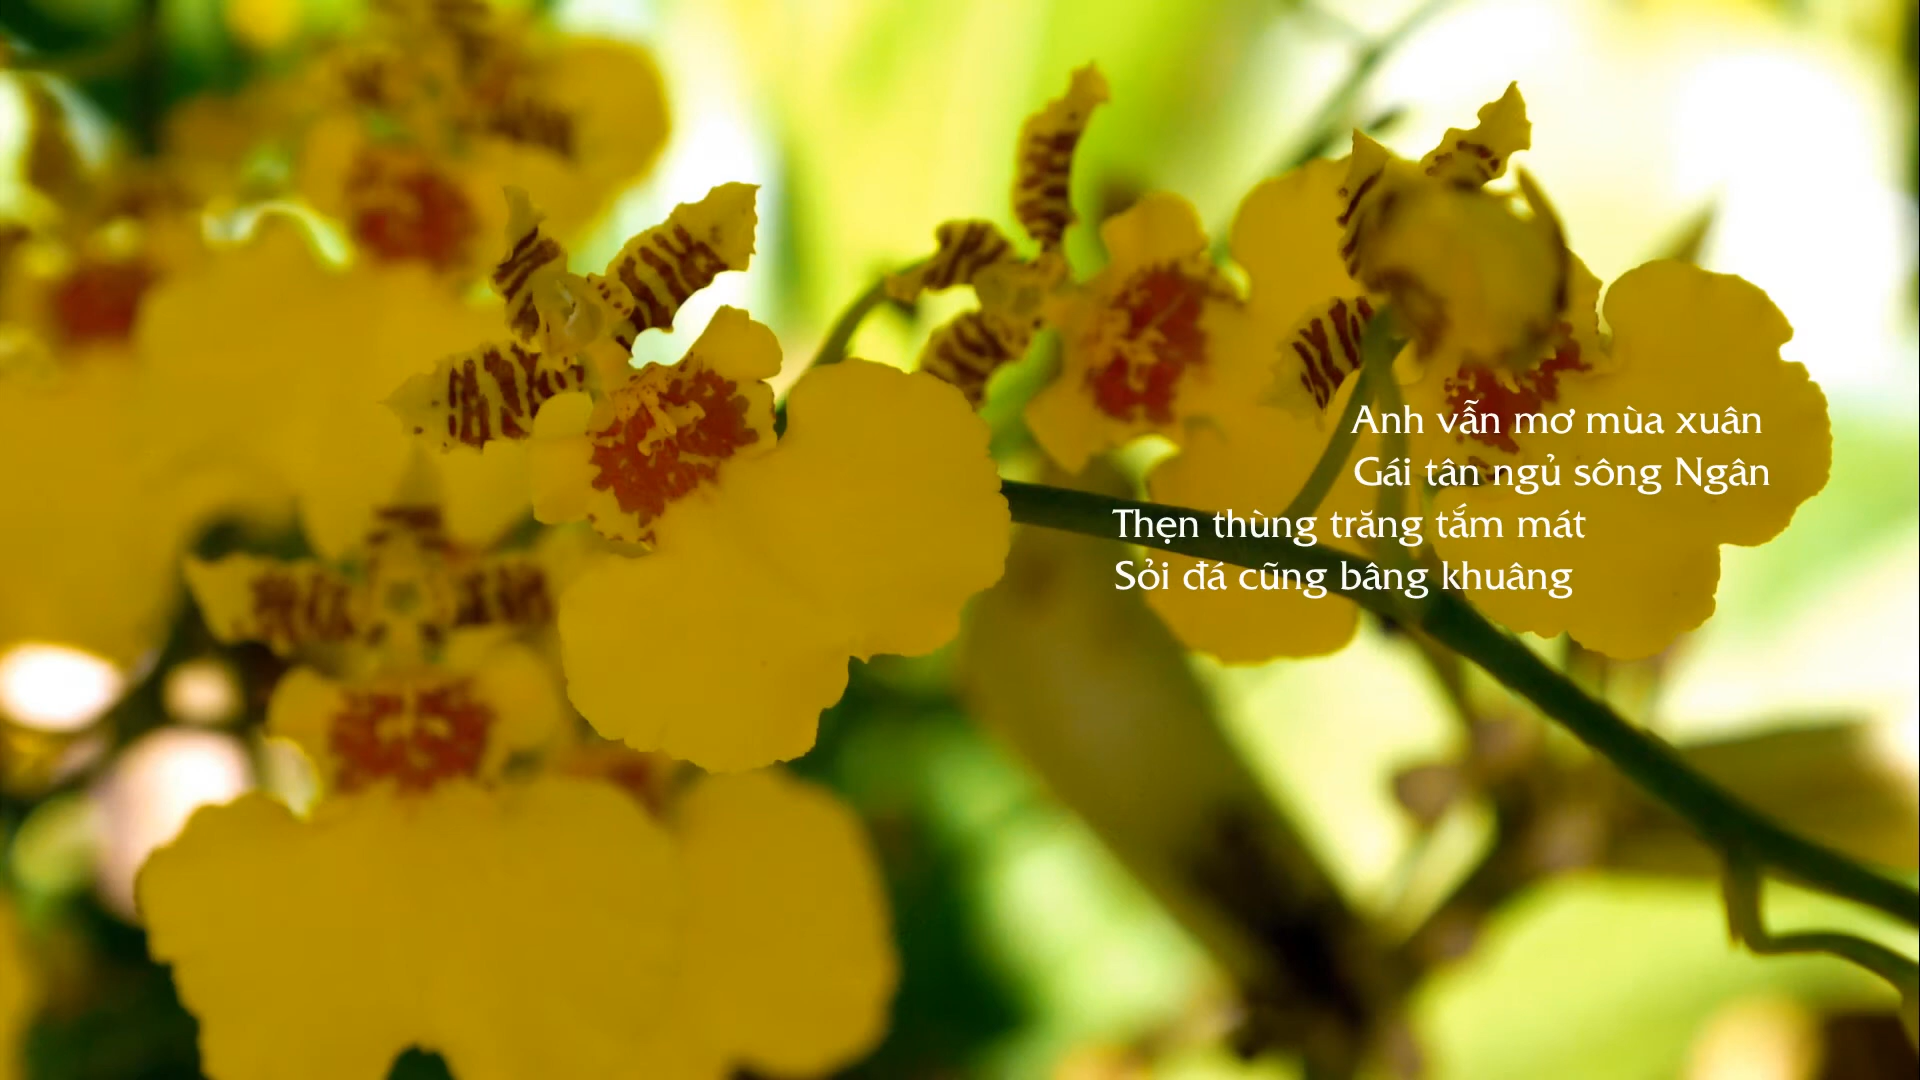 Anh vẫn mơ mùa xuân
Gái tân ngủ sông Ngân
Thẹn thùng trăng tắm mát
Sỏi đá cũng bâng khuâng